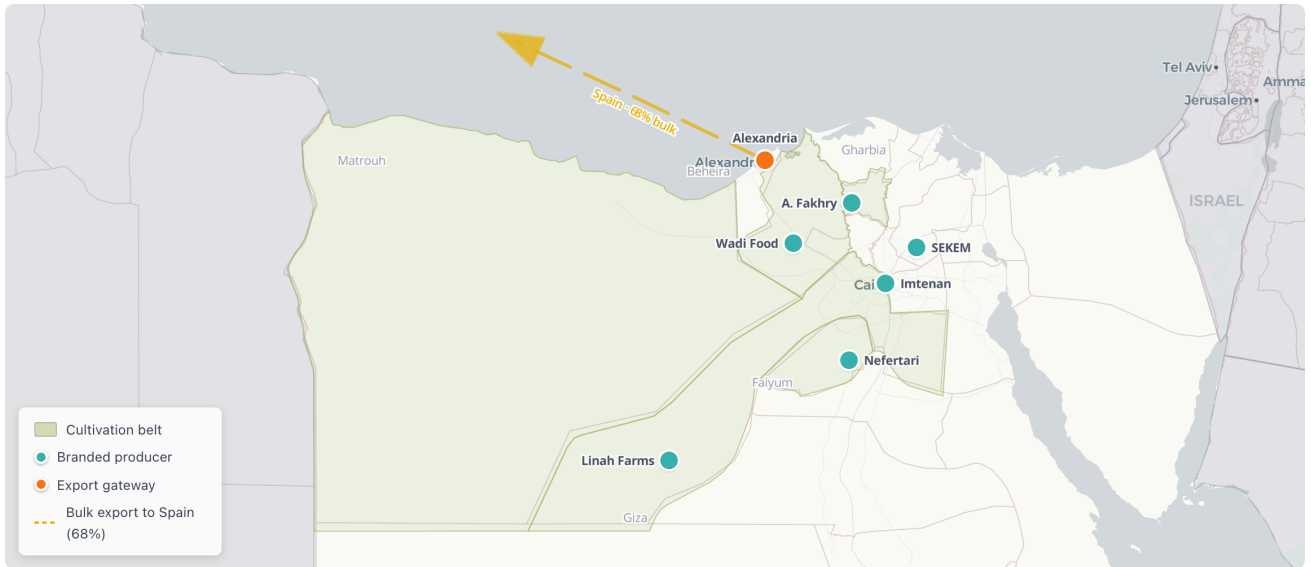 Spain · 68% bulk
Tel Aviv
Amma
Jerusalem
Alexandria
Gharbia
Matrouh
Alexandr
Beheira
ISRAEL
A. Fakhry
Wadi Food
SEKEM
Cai
Imtenan
Nefertari
Faiyum
Linah Farms
Giza
Cultivation belt
Branded producer
Export gateway
Bulk export to Spain
(68%)